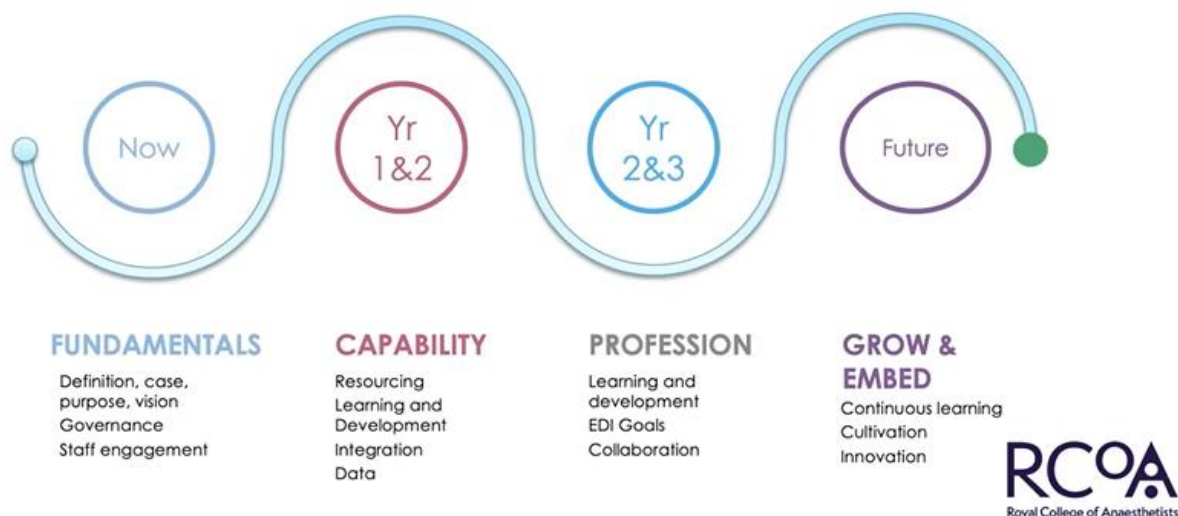 Now
Yr
1&2
Yr
2&3
Future
FUNDAMENTALS
Definition, case,
purpose, vision
Governance
Staff engagement
CAPABILITY
Resourcing
Learning and
Development
Integration
Data
PROFESSION
Learning and
development
EDI Goals
Collaboration
GROW &
EMBED
Continuous learning
Cultivation
Innovation
RCoA
Royal College of Anaesthetists